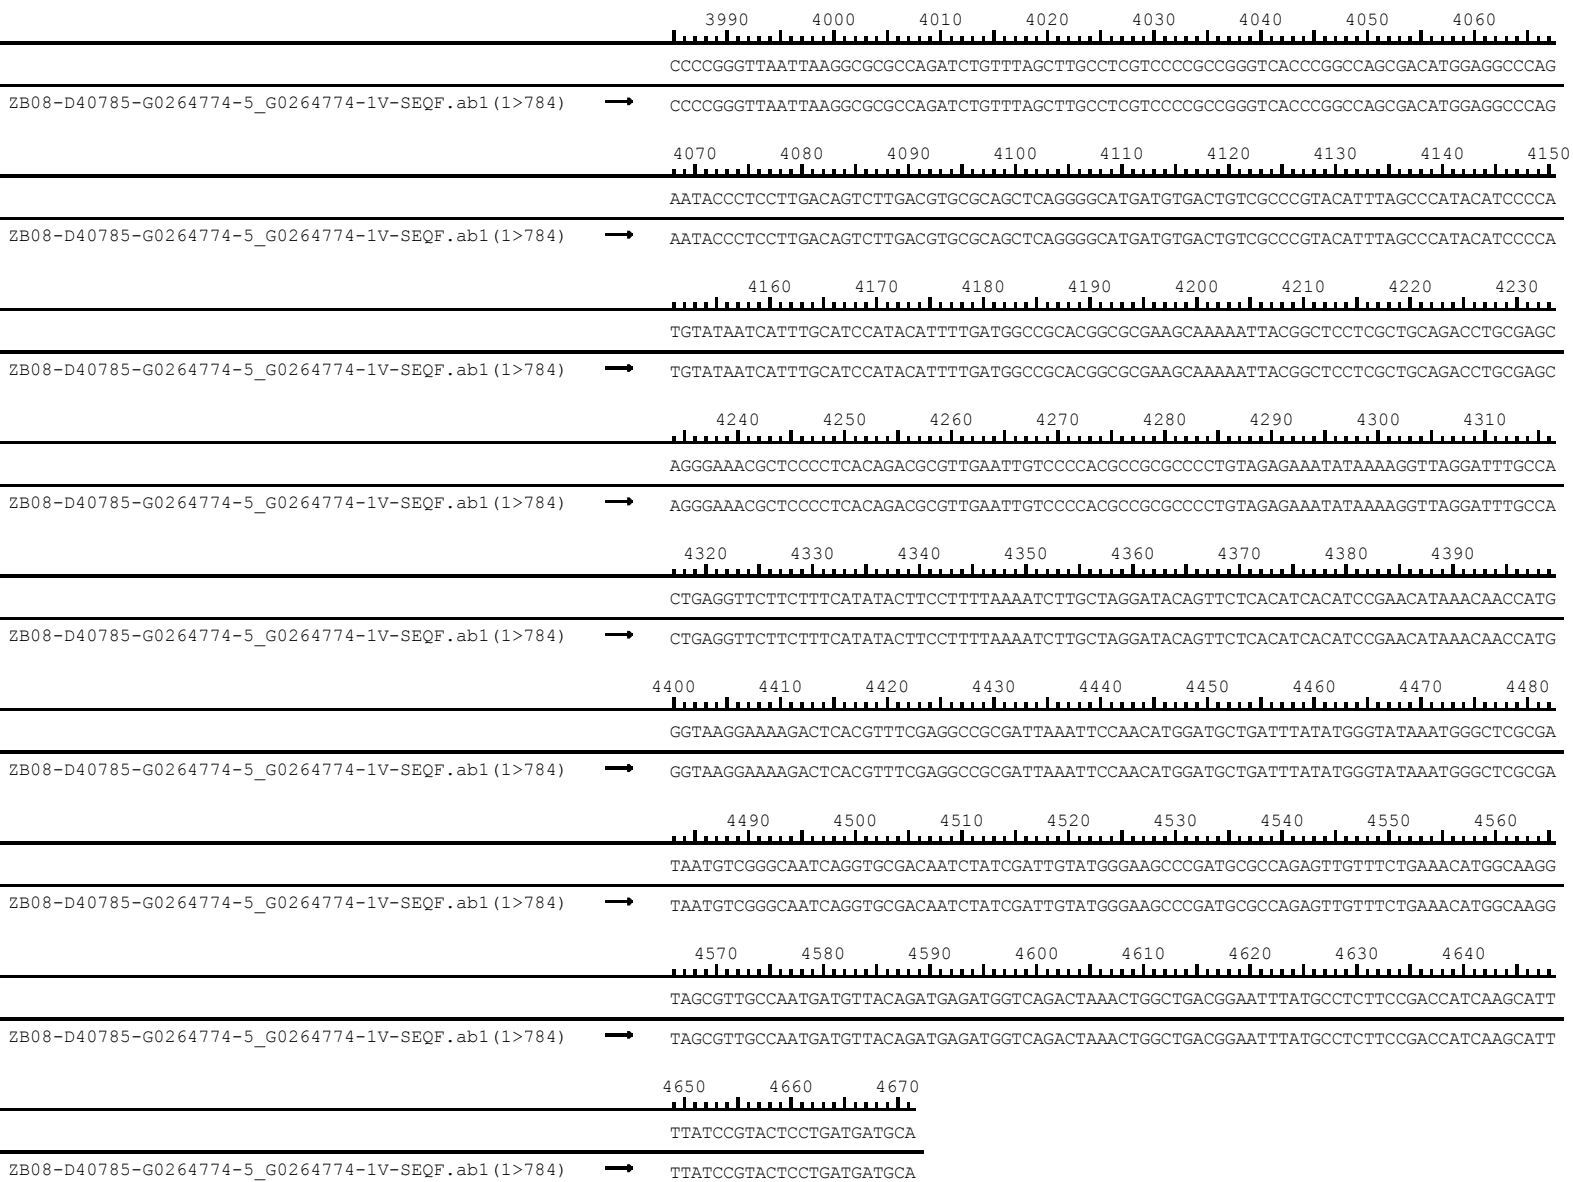 3990 4000 4010 4020 4030 4040 4050 4060
CCCCGGGTTAATTAAGGCGCGCCAGATCTGTTTAGCTTGCCTCGTCCCCGCCGGGTCACCCGGCCAGCGACATGGAGGCCCAG
ZB08-D40785-G0264774-5_G0264774-1V-SEQF.ab1(1>784) → CCCCGGGTTAATTAAGGCGCGCCAGATCTGTTTAGCTTGCCTCGTCCCCGCCGGGTCACCCGGCCAGCGACATGGAGGCCCAG
4070 4080 4090 4100 4110 4120 4130 4140 4150
AATACCCTCCTTGACAGTCTTGACGTGCGCAGCTCAGGGGCATGATGTGACTGTCGCCCGTACATTTAGCCCATACATCCCCA
ZB08-D40785-G0264774-5_G0264774-1V-SEQF.ab1(1>784) → AATACCCTCCTTGACAGTCTTGACGTGCGCAGCTCAGGGGCATGATGTGACTGTCGCCCGTACATTTAGCCCATACATCCCCA
4160 4170 4180 4190 4200 4210 4220 4230
TGTATAATCATTTGCATCCATACATTTTGATGGCCGCACGGCGCGAAGCAAAAATTACGGCTCCTCGCTGCAGACCTGCGAGC
ZB08-D40785-G0264774-5_G0264774-1V-SEQF.ab1(1>784) → TGTATAATCATTTGCATCCATACATTTTGATGGCCGCACGGCGCGAAGCAAAAATTACGGCTCCTCGCTGCAGACCTGCGAGC
4240 4250 4260 4270 4280 4290 4300 4310
AGGGAAACGCTCCCCTCACAGACGCGTTGAATTGTCCCCACGCCGCGCCCCTGTAGAGAAATATAAAAGGTTAGGATTTGCCA
ZB08-D40785-G0264774-5_G0264774-1V-SEQF.ab1(1>784) → AGGGAAACGCTCCCCTCACAGACGCGTTGAATTGTCCCCACGCCGCGCCCCTGTAGAGAAATATAAAAGGTTAGGATTTGCCA
4320 4330 4340 4350 4360 4370 4380 4390
CTGAGGTTCTTCTTTCATATACTTCCTTTTAAAATCTTGCTAGGATACAGTTCTCACATCACATCCGAACATAAACAACCATG
ZB08-D40785-G0264774-5_G0264774-1V-SEQF.ab1(1>784) → CTGAGGTTCTTCTTTCATATACTTCCTTTTAAAATCTTGCTAGGATACAGTTCTCACATCACATCCGAACATAAACAACCATG
4400 4410 4420 4430 4440 4450 4460 4470 4480
GGTAAGGAAAAGACTCACGTTTCGAGGCCGCGATTAAATTCCAACATGGATGCTGATTTATATGGGTATAAATGGGCTCGCGA
ZB08-D40785-G0264774-5_G0264774-1V-SEQF.ab1(1>784) → GGTAAGGAAAAGACTCACGTTTCGAGGCCGCGATTAAATTCCAACATGGATGCTGATTTATATGGGTATAAATGGGCTCGCGA
4490 4500 4510 4520 4530 4540 4550 4560
TAATGTCGGGCAATCAGGTGCGACAATCTATCGATTGTATGGGAAGCCCGATGCGCCAGAGTTGTTTCTGAAACATGGCAAGG
ZB08-D40785-G0264774-5_G0264774-1V-SEQF.ab1(1>784) → TAATGTCGGGCAATCAGGTGCGACAATCTATCGATTGTATGGGAAGCCCGATGCGCCAGAGTTGTTTCTGAAACATGGCAAGG
4570 4580 4590 4600 4610 4620 4630 4640
TAGCGTTGCCAATGATGTTACAGATGAGATGGTCAGACTAAACTGGCTGACGGAATTTATGCCTCTTCCGACCATCAAGCATT
ZB08-D40785-G0264774-5_G0264774-1V-SEQF.ab1(1>784) → TAGCGTTGCCAATGATGTTACAGATGAGATGGTCAGACTAAACTGGCTGACGGAATTTATGCCTCTTCCGACCATCAAGCATT
4650 4660 4670
TTATCCGTACTCCTGATGATGCA
ZB08-D40785-G0264774-5_G0264774-1V-SEQF.ab1(1>784) → TTATCCGTACTCCTGATGATGCA